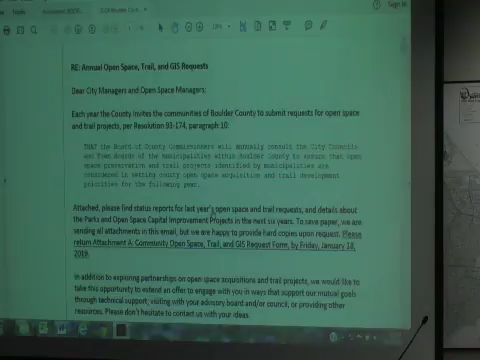 Sign In
RE: Annual Open Space, Trail, and GIS Requests
Dear City Managers and Open Space Managers:
Each year the County invites the communities of Boulder County to submit requests for open space
and trail projects, per Resolution 93-174, paragraph 10:
THAT the Board of County Commissioners will annually consult the City Councils
and Town Boards of the municipalities within Boulder County to ensure that open
space preservation and trail projects identified by municipalities are
considered in setting county open space acquisition and trail development
priorities for the following year.
Attached, please find status reports for last year's open space and trail requests, and details about
the Parks and Open Space Capital Improvement Projects in the next six years. To save paper, we are
sending all attachments in this email, but we are happy to provide hard copies upon request. Please
return Attachment A: Community Open Space, Trail, and GIS Request Form, by Friday, January 18,
2019.
In addition to exploring partnerships on open space acquisitions and trail projects, we would like to
take this opportunity to extend an offer to engage with you in ways that support our mutual goals
through technical support, visiting with your advisory board and/or council, or providing other
resources. Please don't hesitate to contact us with your ideas.